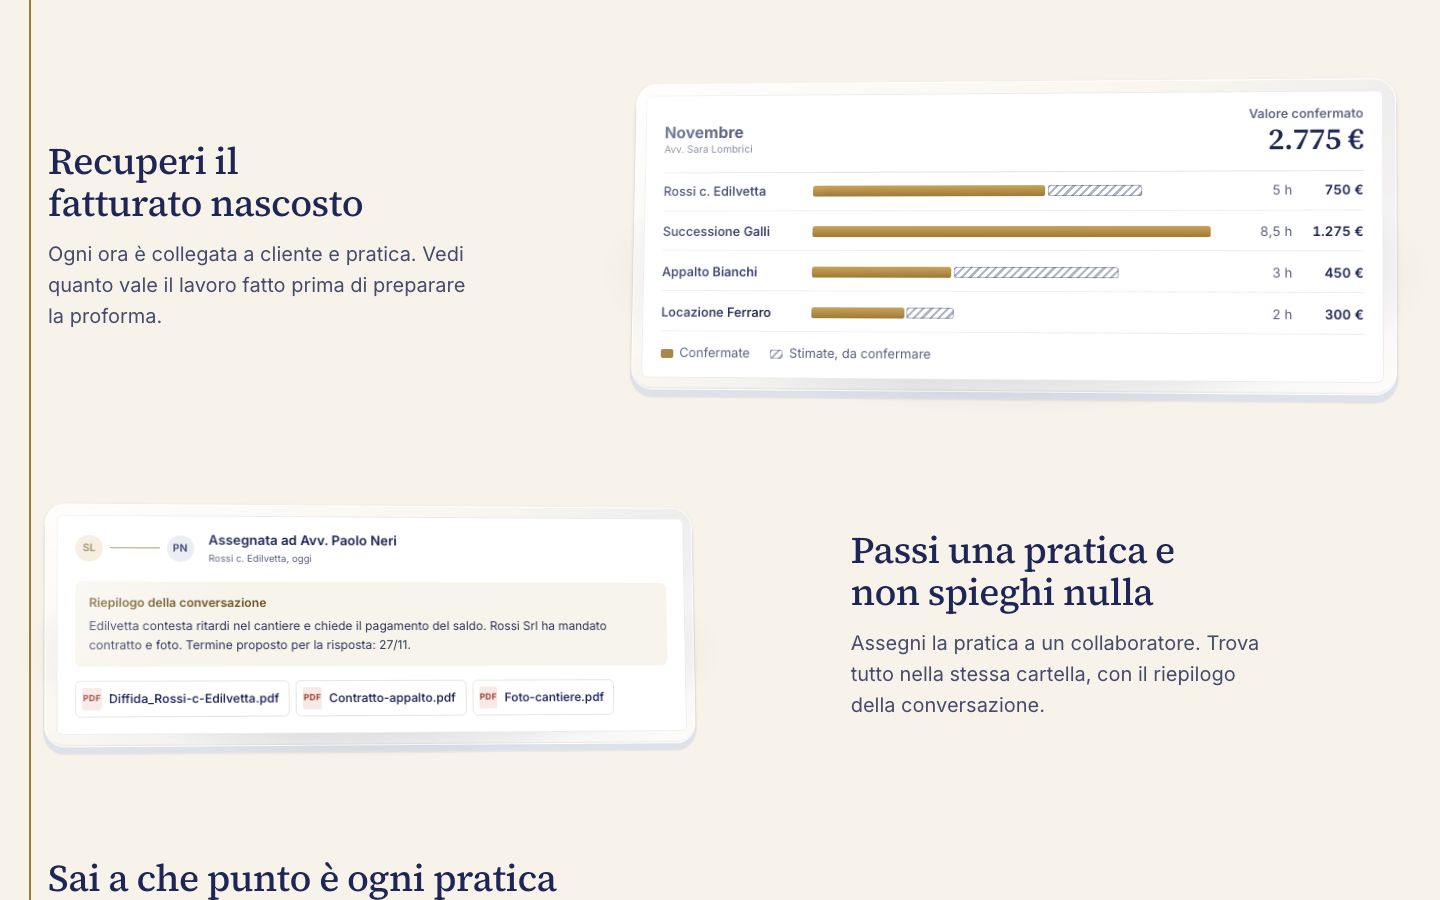 Recuperi il
fatturato nascosto
Ogni ora è collegata a cliente e pratica. Vedi
quanto vale il lavoro fatto prima di preparare
la proforma.
Novembre
Avv. Sara Lombrici
Valore confermato
2.775 €
Rossi c. Edilvetta 5 h 750 €
Successione Galli 8,5 h 1.275 €
Appalto Bianchi 3 h 450 €
Locazione Ferraro 2 h 300 €
Confermate Stimate, da confermare
SL PN Assegnata ad Avv. Paolo Neri
Rossi c. Edilvetta, oggi
Riepilogo della conversazione
Edilvetta contesta ritardi nel cantiere e chiede il pagamento del saldo. Rossi Srl ha mandato
contratto e foto. Termine proposto per la risposta: 27/11.
PDF Diffida_Rossi-c-Edilvetta.pdf PDF Contratto-appalto.pdf PDF Foto-cantiere.pdf
Passi una pratica e
non spieghi nulla
Assegni la pratica a un collaboratore. Trova
tutto nella stessa cartella, con il riepilogo
della conversazione.
Sai a che punto è ogni pratica